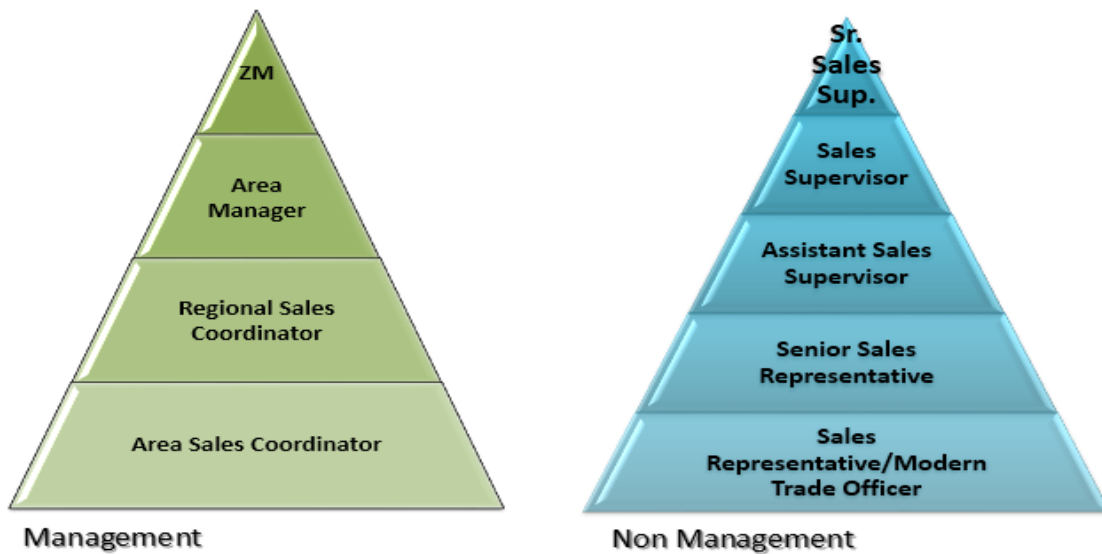 ZM
Area
Manager
Regional Sales
Coordinator
Area Sales Coordinator
Management
Sr.
Sales
Sup.
Sales
Supervisor
Assistant Sales
Supervisor
Senior Sales
Representative
Sales
Representative/Modern
Trade Officer
Non Management